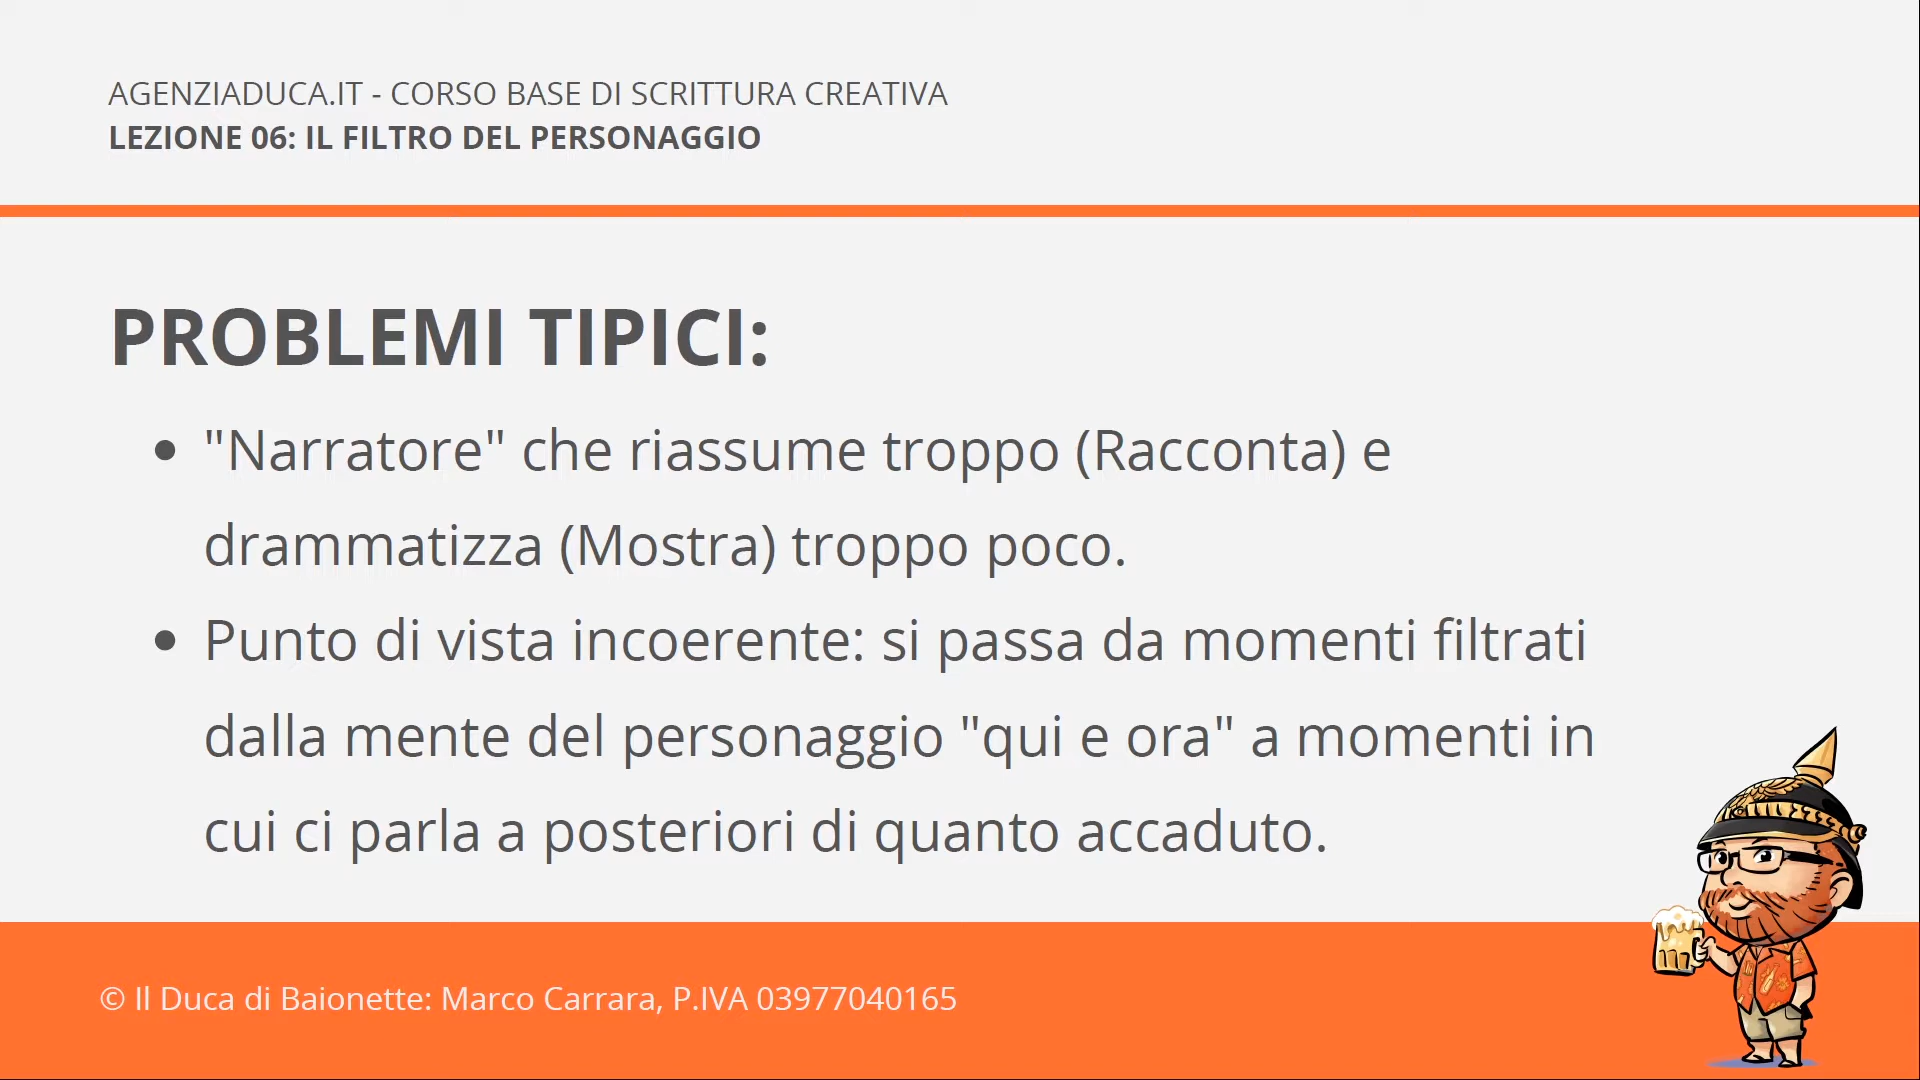 AGENZIADUCA.IT - CORSO BASE DI SCRITTURA CREATIVA
LEZIONE 06: IL FILTRO DEL PERSONAGGIO
PROBLEMI TIPICI:
• "Narratore" che riassume troppo (Racconta) e
drammatizza (Mostra) troppo poco.
• Punto di vista incoerente: si passa da momenti filtrati
dalla mente del personaggio "qui e ora" a momenti in
cui ci parla a posteriori di quanto accaduto.
© Il Duca di Baionette: Marco Carrara, P.IVA 03977040165